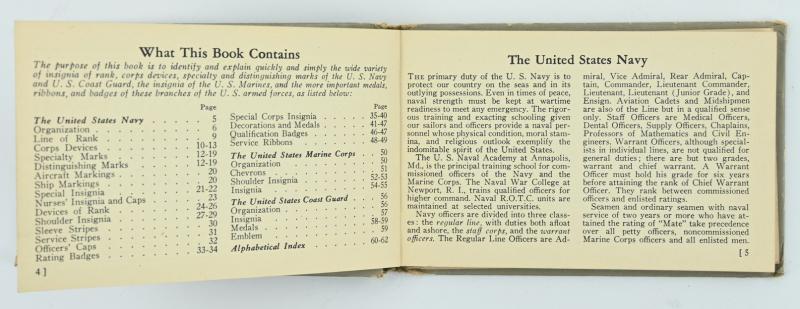 What This Book Contains
The purpose of this book is to identify and explain quickly and simply the wide variety
of insignia of rank, corps devices, specialty and distinguishing marks of the U. S. Navy
and U. S. Coast Guard, the insignia of the U. S. Marines, and the more important medals,
ribbons, and badges of these branches of the U. S. armed forces, as listed below:
Page
The United States Navy . . . . . 5
Organization . . . . . 6
Line of Rank . . . . . 9
Corps Devices . . . . . 10-13
Specialty Marks . . . . . 12-19
Distinguishing Marks . . . . . 12-19
Aircraft Markings . . . . . 20
Ship Markings . . . . . 20
Special Insignia . . . . . 21-22
Nurses' Insignia and Caps . . . . . 23
Devices of Rank . . . . . 24-26
Shoulder Insignia . . . . . 27-29
Sleeve Stripes . . . . . 30
Service Stripes . . . . . 31
Officers' Caps . . . . . 32
Rating Badges . . . . . 33-34
Page
Special Corps Insignia . . . . . 35-40
Decorations and Medals . . . . . 41-47
Qualification Badges . . . . . 46-47
Service Ribbons . . . . . 48-49
The United States Marine Corps . . 50
Organization . . . . . 50
Chevrons . . . . . 51
Shoulder Insignia . . . . . 52-53
Insignia . . . . . 54-55
The United States Coast Guard . . . 56
Organization . . . . . 56
Insignia . . . . . 57
Medals . . . . . 58-59
Emblem . . . . . 59
Alphabetical Index . . . . . 60-62
4 ]
The United States Navy
THE primary duty of the U. S. Navy is to
protect our country on the seas and in its
outlying possessions. Even in times of peace,
naval strength must be kept at wartime
readiness to meet any emergency. The rigor-
ous training and exacting schooling given
our sailors and officers provide a naval per-
sonnel whose physical condition, moral stam-
ina, and religious outlook exemplify the
indomitable spirit of the United States.
The U. S. Naval Academy at Annapolis,
Md., is the principal training school for com-
missioned officers of the Navy and the
Marine Corps. The Naval War College at
Newport, R. I., trains qualified officers for
higher command. Naval R.O.T.C. units are
maintained at selected universities.
Navy officers are divided into three class-
es: the regular line, with duties both afloat
and ashore, the staff corps, and the warrant
officers. The Regular Line Officers are Ad-
miral, Vice Admiral, Rear Admiral, Cap-
tain, Commander, Lieutenant Commander,
Lieutenant, Lieutenant (Junior Grade), and
Ensign. Aviation Cadets and Midshipmen
are also of the Line but in a qualified sense
only. Staff Officers are Medical Officers,
Dental Officers, Supply Officers, Chaplains,
Professors of Mathematics and Civil En-
gineers. Warrant Officers, although special-
ists in individual lines, are not qualified for
general duties; there are but two grades,
warrant and chief warrant. A Warrant
Officer must hold his grade for six years
before attaining the rank of Chief Warrant
Officer. They rank between commissioned
officers and enlisted ratings.
Seamen and ordinary seamen with naval
service of two years or more who have at-
tained the rating of "Mate" take precedence
over all petty officers, noncommissioned
Marine Corps officers and all enlisted men.
[ 5